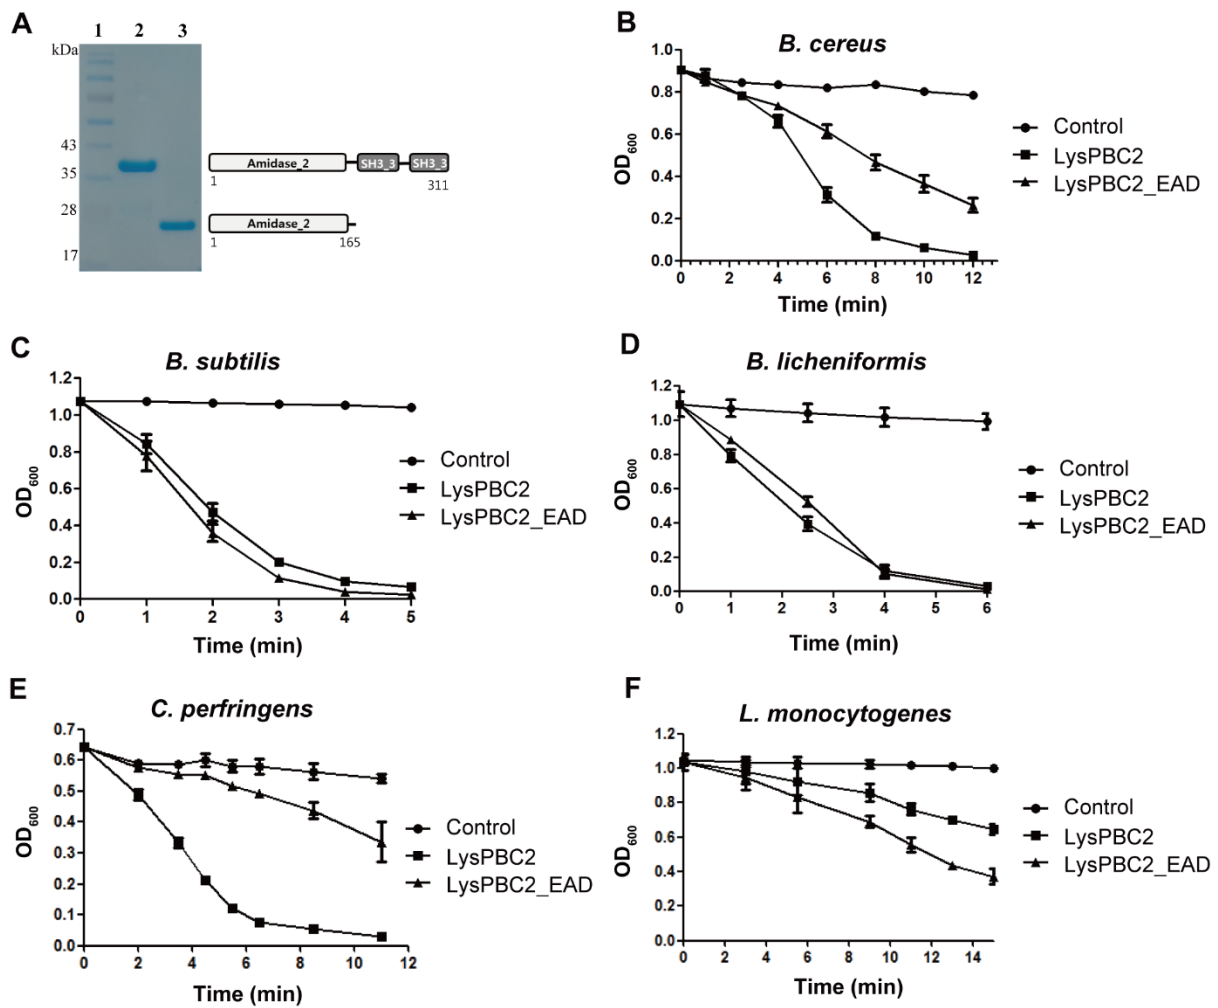 A
1 2 3
kDa
43
35
28
17
Amidase_2 SH3_3 SH3_3
1 311
Amidase_2
1 165
B
B. cereus
OD600
1.0
0.8
0.6
0.4
0.2
0.0
0 2 4 6 8 10 12
Time (min)
Control
LysPBC2
LysPBC2_EAD
C
B. subtilis
OD600
1.2
1.0
0.8
0.6
0.4
0.2
0.0
0 1 2 3 4 5
Time (min)
Control
LysPBC2
LysPBC2_EAD
D
B. licheniformis
OD600
1.2
1.0
0.8
0.6
0.4
0.2
0.0
0 1 2 3 4 5 6
Time (min)
Control
LysPBC2
LysPBC2_EAD
E
C. perfringens
OD600
0.7
0.6
0.5
0.4
0.3
0.2
0.1
0.0
0 2 4 6 8 10 12
Time (min)
Control
LysPBC2
LysPBC2_EAD
F
L. monocytogenes
OD600
1.2
1.0
0.8
0.6
0.4
0.2
0.0
0 2 4 6 8 10 12 14
Time (min)
Control
LysPBC2
LysPBC2_EAD